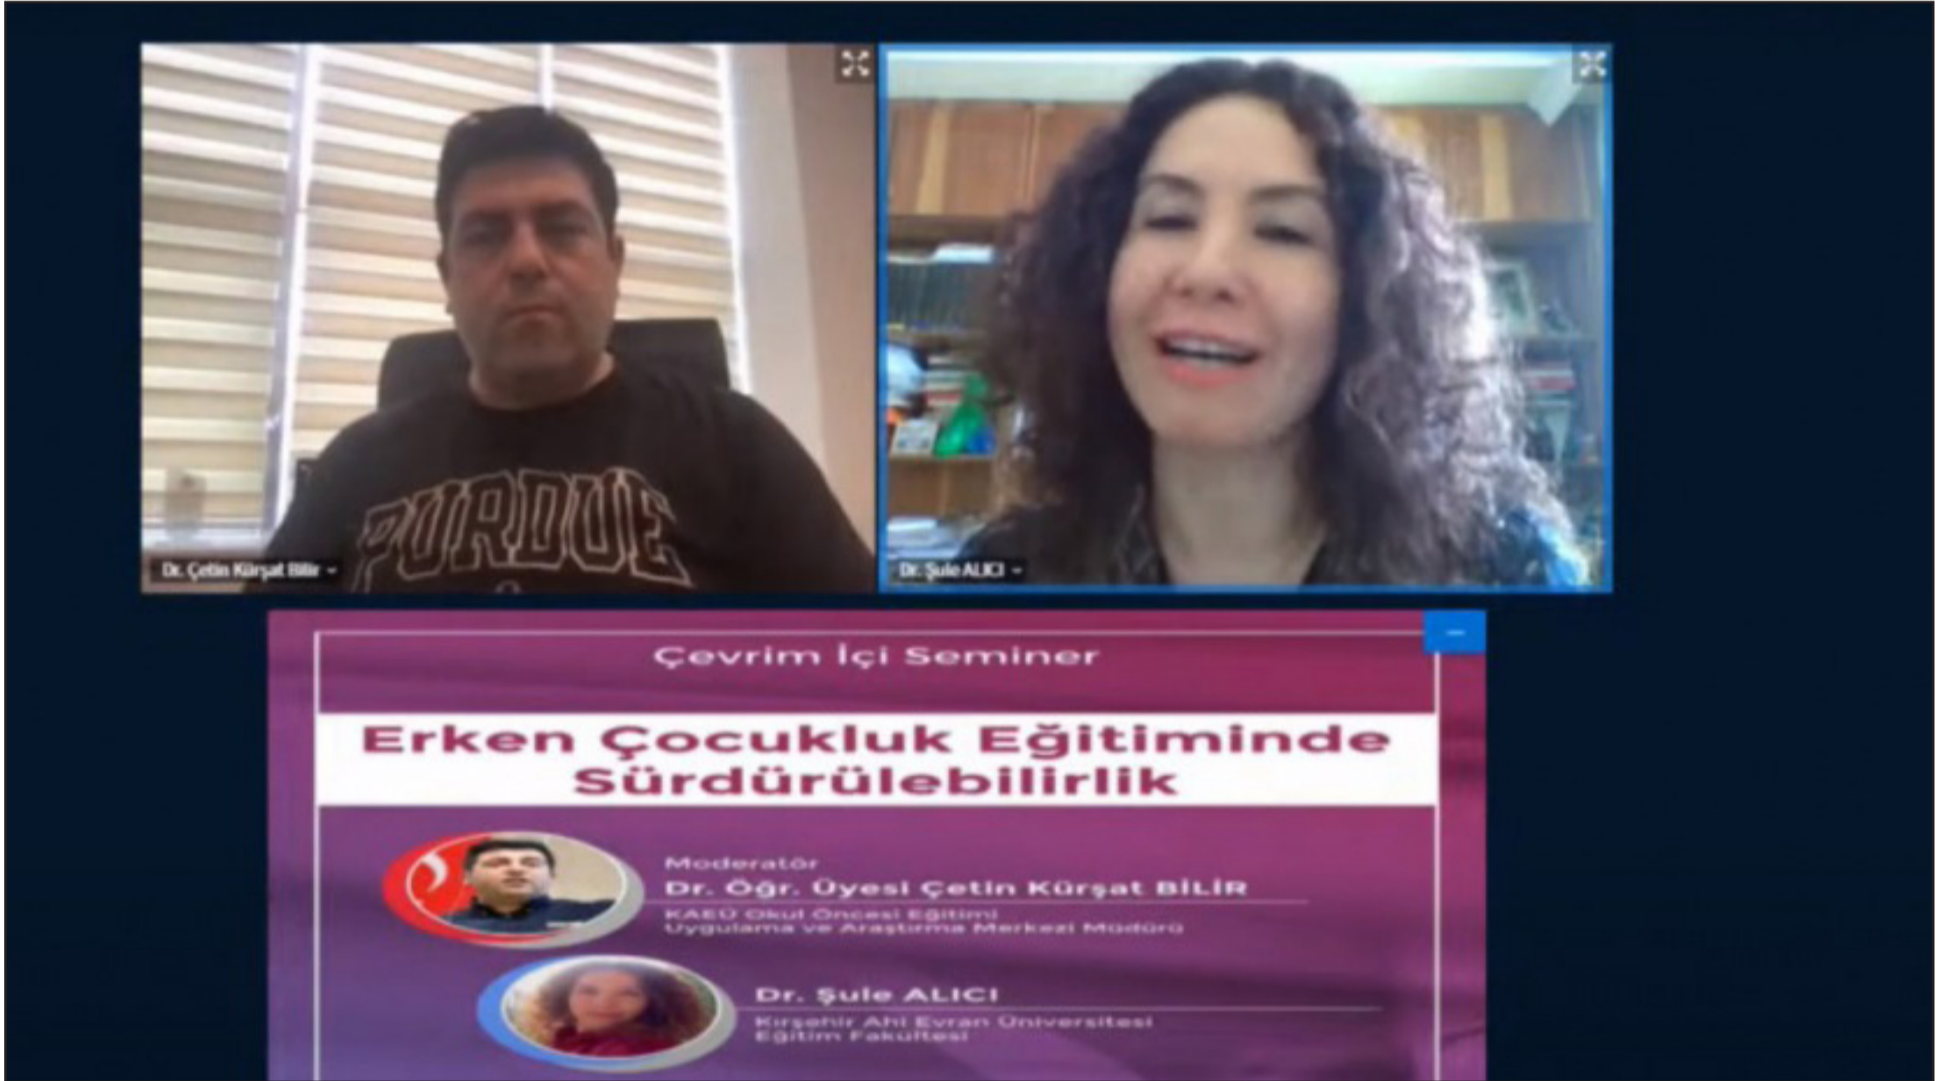 PURDUE
Dr. Çetin Kürşat Bilir
Dr. Şule ALICI
Çevrim İçi Seminer
Erken Çocukluk Eğitiminde
Sürdürülebilirlik
Moderatör
Dr. Öğr. Üyesi Çetin Kürşat BİLİR
KAEÜ Okul Öncesi Eğitimi
Uygulama ve Araştırma Merkezi Müdürü
Dr. Şule ALICI
Kırşehir Ahi Evran Üniversitesi
Eğitim Fakültesi